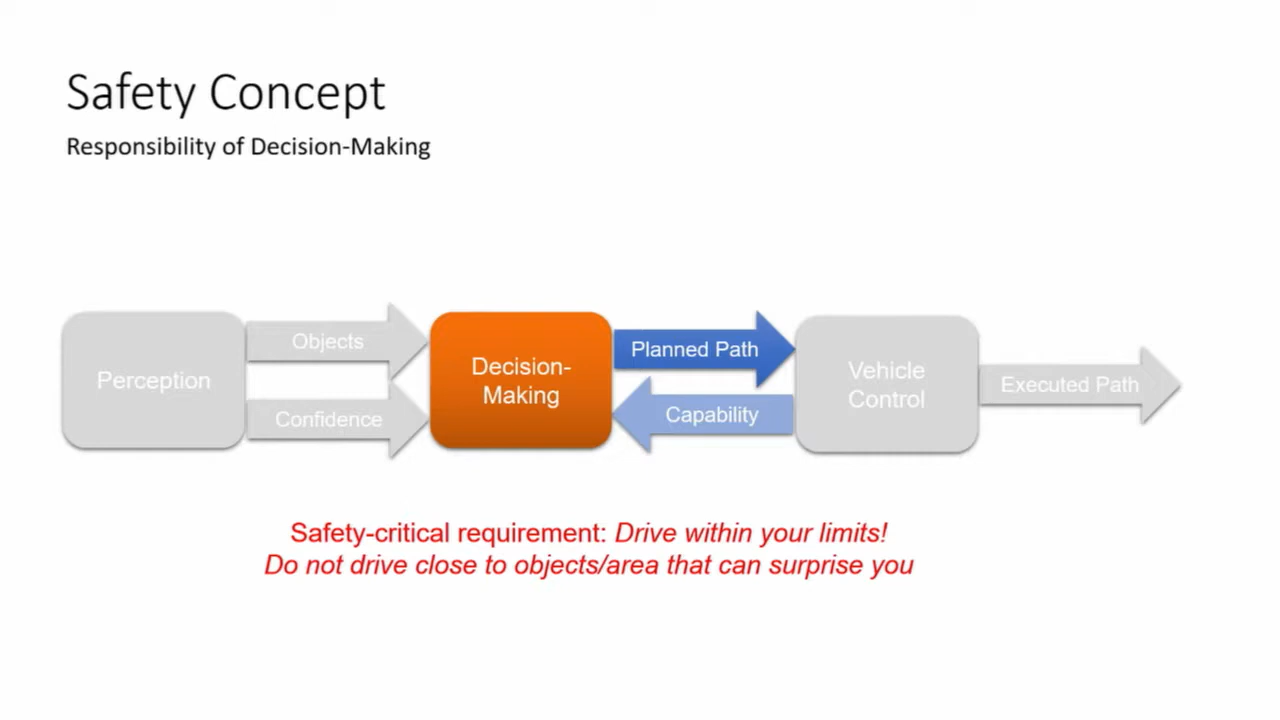 Safety Concept
Responsibility of Decision-Making
Perception
Objects
Confidence
Decision-
Making
Planned Path
Capability
Vehicle
Control
Executed Path
Safety-critical requirement: Drive within your limits!
Do not drive close to objects/area that can surprise you